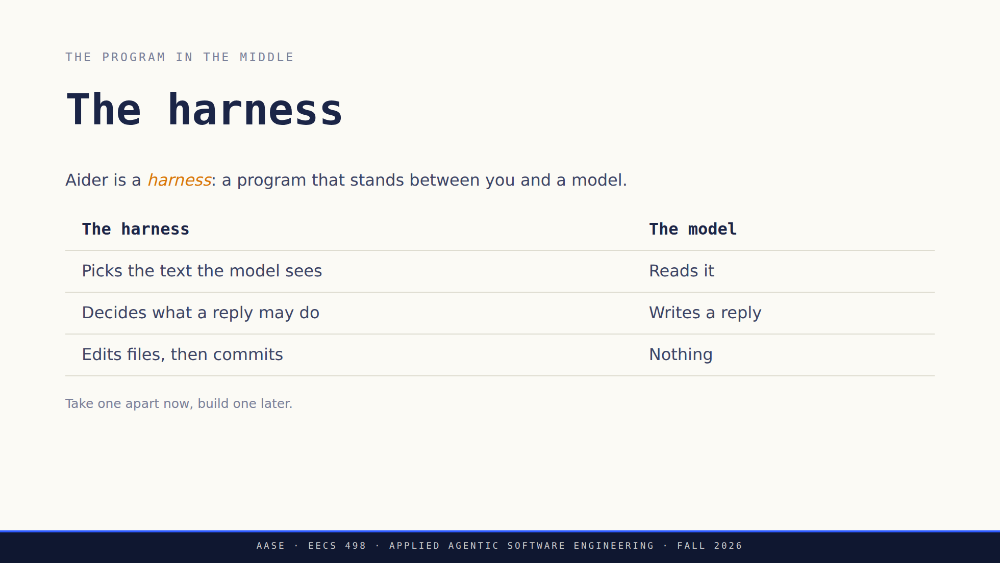 THE PROGRAM IN THE MIDDLE
The harness
Aider is a harness: a program that stands between you and a model.
The harness The model
Picks the text the model sees Reads it
Decides what a reply may do Writes a reply
Edits files, then commits Nothing
Take one apart now, build one later.
AASE · EECS 498 · APPLIED AGENTIC SOFTWARE ENGINEERING · FALL 2026